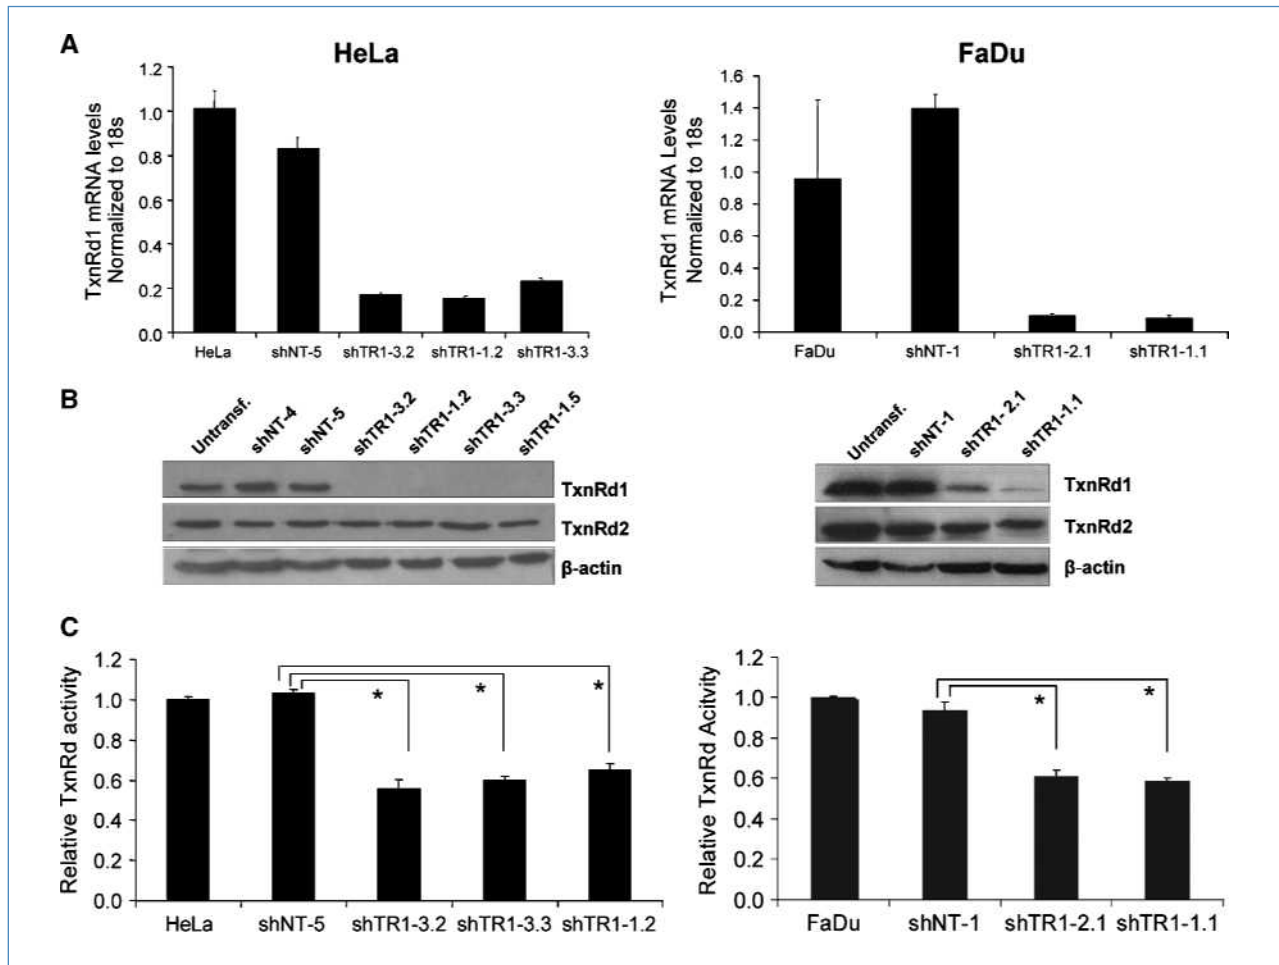 A
HeLa
TxnRd1 mRNA levels
Normalized to 18s
1.2
1.0
0.8
0.6
0.4
0.2
0.0
HeLa shNT-5 shTR1-3.2 shTR1-1.2 shTR1-3.3
FaDu
TxnRd1 mRNA Levels
Normalized to 18s
1.6
1.4
1.2
1.0
0.8
0.6
0.4
0.2
0.0
FaDu shNT-1 shTR1-2.1 shTR1-1.1
B
Untransf. shNT-4 shNT-5 shTR1-3.2 shTR1-1.2 shTR1-3.3 shTR1-1.5
TxnRd1
TxnRd2
β-actin
Untransf. shNT-1 shTR1- 2.1 shTR1-1.1
TxnRd1
TxnRd2
β-actin
C
Relative TxnRd activity
1.2
1.0
0.8
0.6
0.4
0.2
0.0
* * *
HeLa shNT-5 shTR1-3.2 shTR1-3.3 shTR1-1.2
Relative TxnRd Acitvity
1.2
1.0
0.8
0.6
0.4
0.2
0.0
* *
FaDu shNT-1 shTR1-2.1 shTR1-1.1